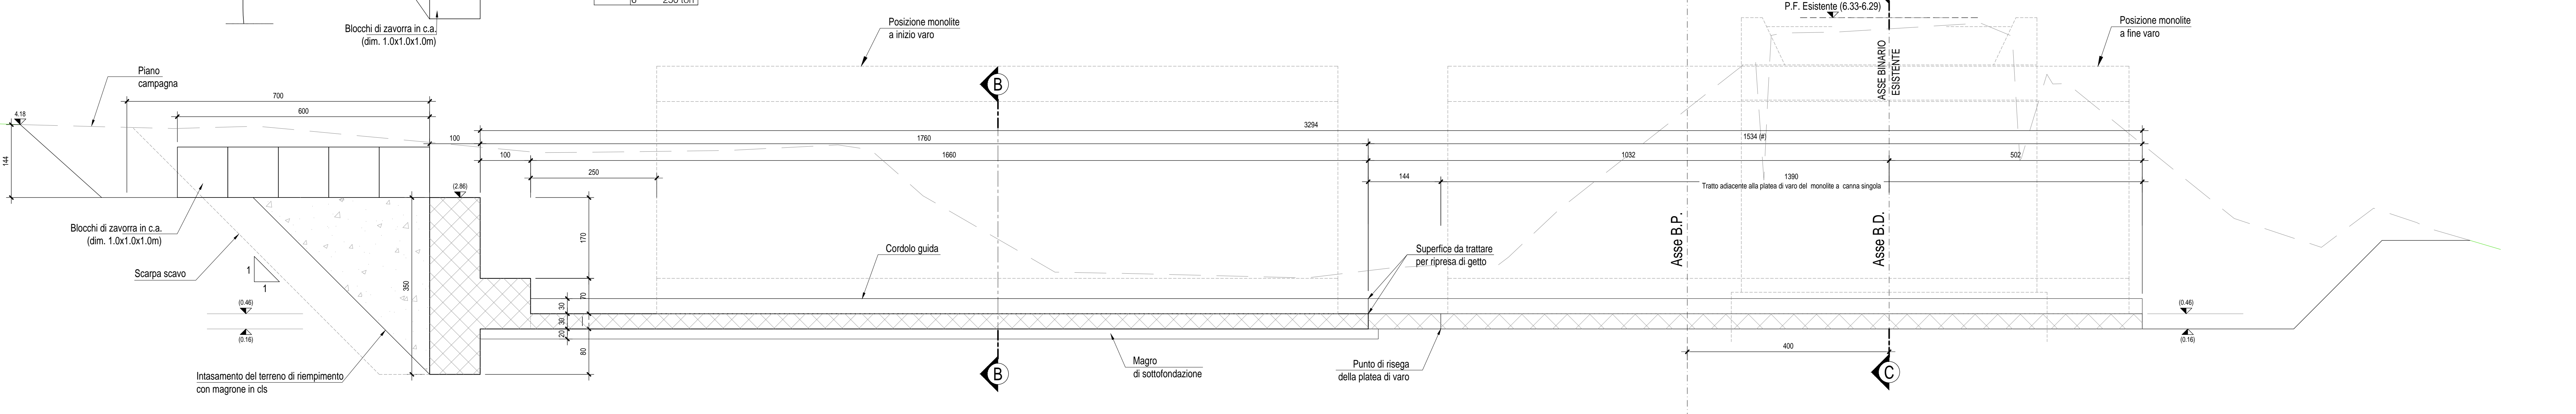 Blocchi di zavorra in c.a.
(dim. 1.0x1.0x1.0m)
Posizione monolite
a inizio varo
P.F. Esistente (6.33-6.29)
Posizione monolite
a fine varo
ASSE BINARIO
ESISTENTE
Piano
campagna
B
700
600
4.18
144
100
3294
1760
1534 (#)
100
1660
1032
502
250
144
1390
Tratto adiacente alla platea di varo del monolite a canna singola
(2.86)
Blocchi di zavorra in c.a.
(dim. 1.0x1.0x1.0m)
Scarpa scavo
1
1
350
170
70
30
30
20
80
Cordolo guida
Superfice da trattare
per ripresa di getto
Asse B.P.
Asse B.D.
(0.46)
(0.16)
(0.46)
(0.16)
400
Magro
di sottofondazione
Punto di risega
della platea di varo
Intasamento del terreno di riempimento
con magrone in cls
B
C